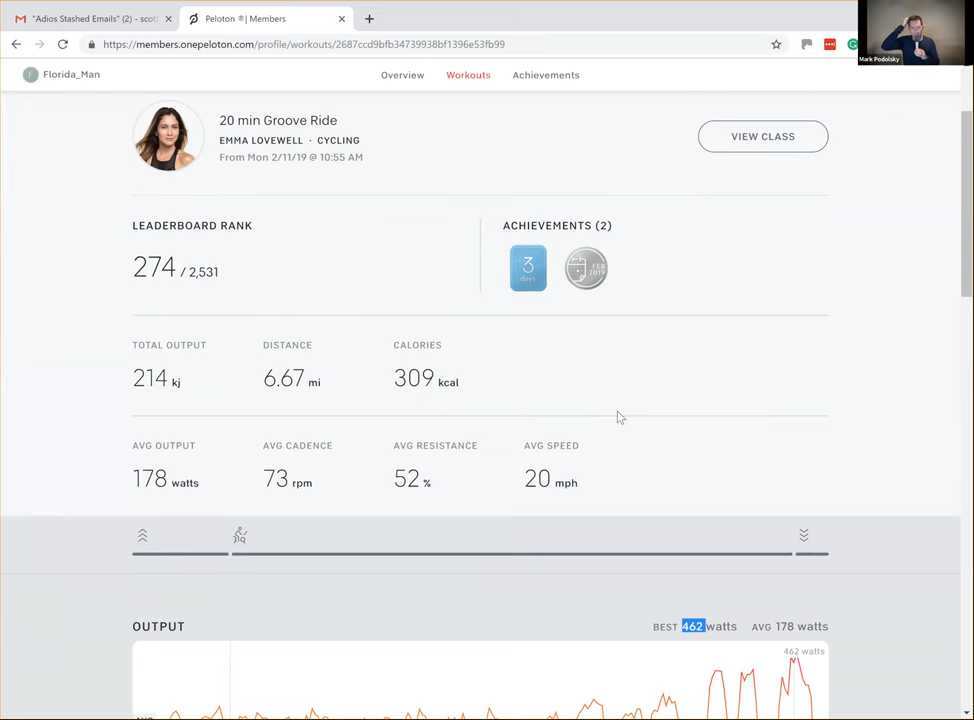 "Adios Stashed Emails" (2) - scot
Peloton ®| Members
https://members.onepeloton.com/profile/workouts/2687ccd9bfb34739938bf1396e53fb99
Mark Podolsky
F
Florida_Man
Overview
Workouts
Achievements
20 min Groove Ride
EMMA LOVEWELL · CYCLING
From Mon 2/11/19 @ 10:55 AM
VIEW CLASS
LEADERBOARD RANK
274 / 2,531
ACHIEVEMENTS (2)
3
days
FEB
2019
TOTAL OUTPUT
DISTANCE
CALORIES
214 kj
6.67 mi
309 kcal
AVG OUTPUT
AVG CADENCE
AVG RESISTANCE
AVG SPEED
178 watts
73 rpm
52 %
20 mph
OUTPUT
BEST 462 watts
AVG 178 watts
462 watts